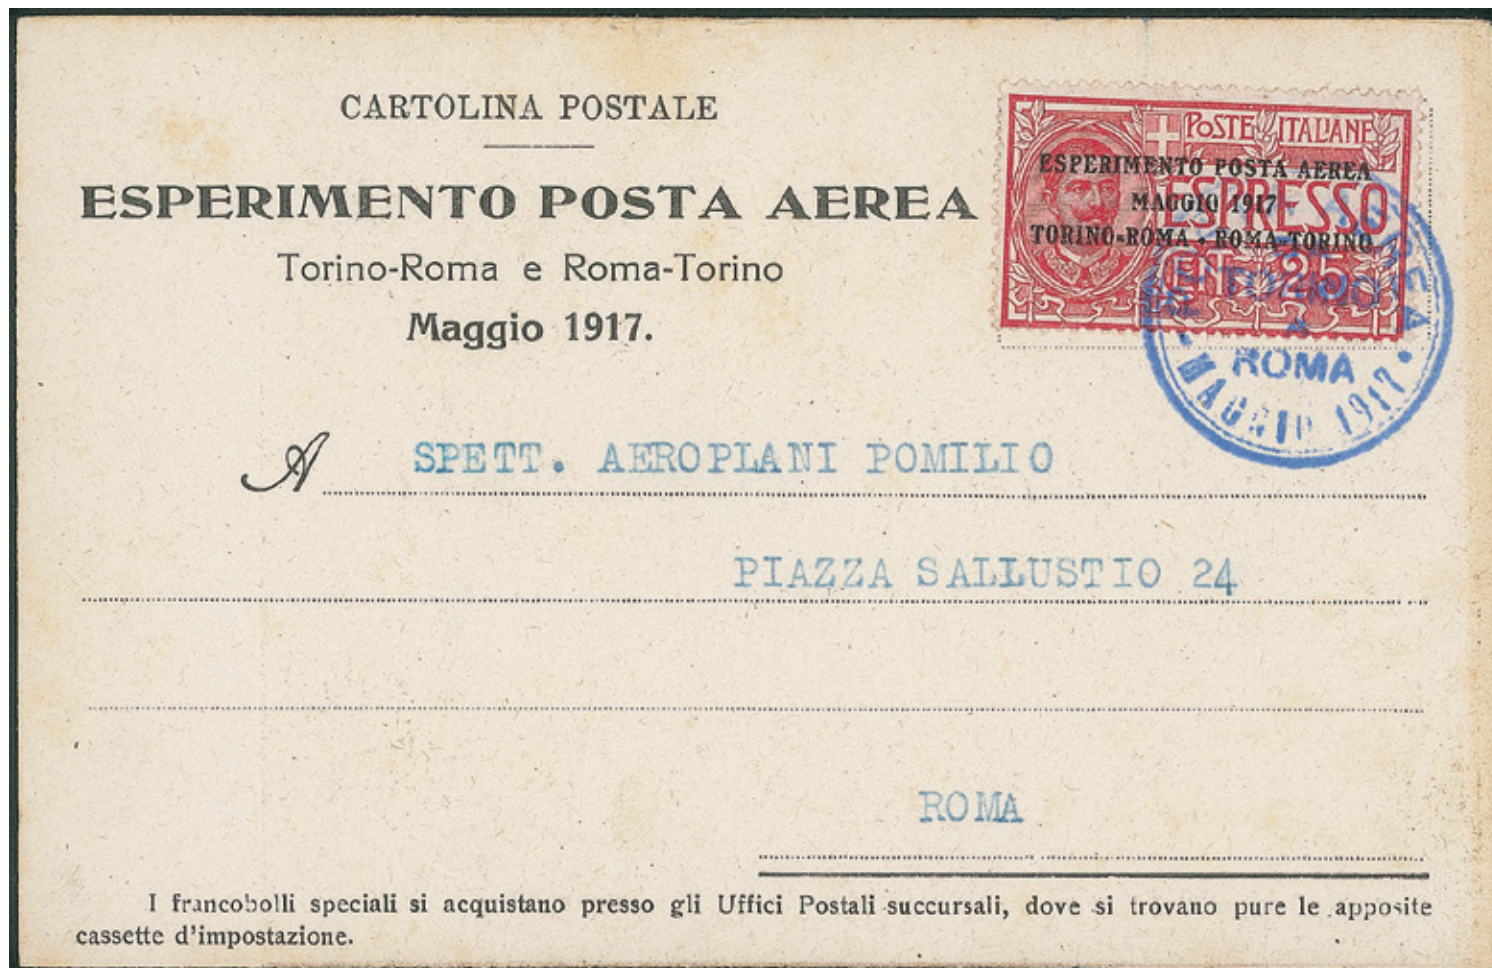 CARTOLINA POSTALE
ESPERIMENTO POSTA AEREA
Torino-Roma e Roma-Torino
Maggio 1917.
POSTE ITALIANE
ESPRESSO
CENT. 25
ESPERIMENTO POSTA AEREA
MAGGIO 1917
TORINO-ROMA • ROMA-TORINO
TORINO
A
ROMA
MAGGIO 1917
A SPETT. AEROPLANI POMILIO
PIAZZA SALLUSTIO 24
ROMA
I francobolli speciali si acquistano presso gli Uffici Postali succursali, dove si trovano pure le apposite
cassette d'impostazione.